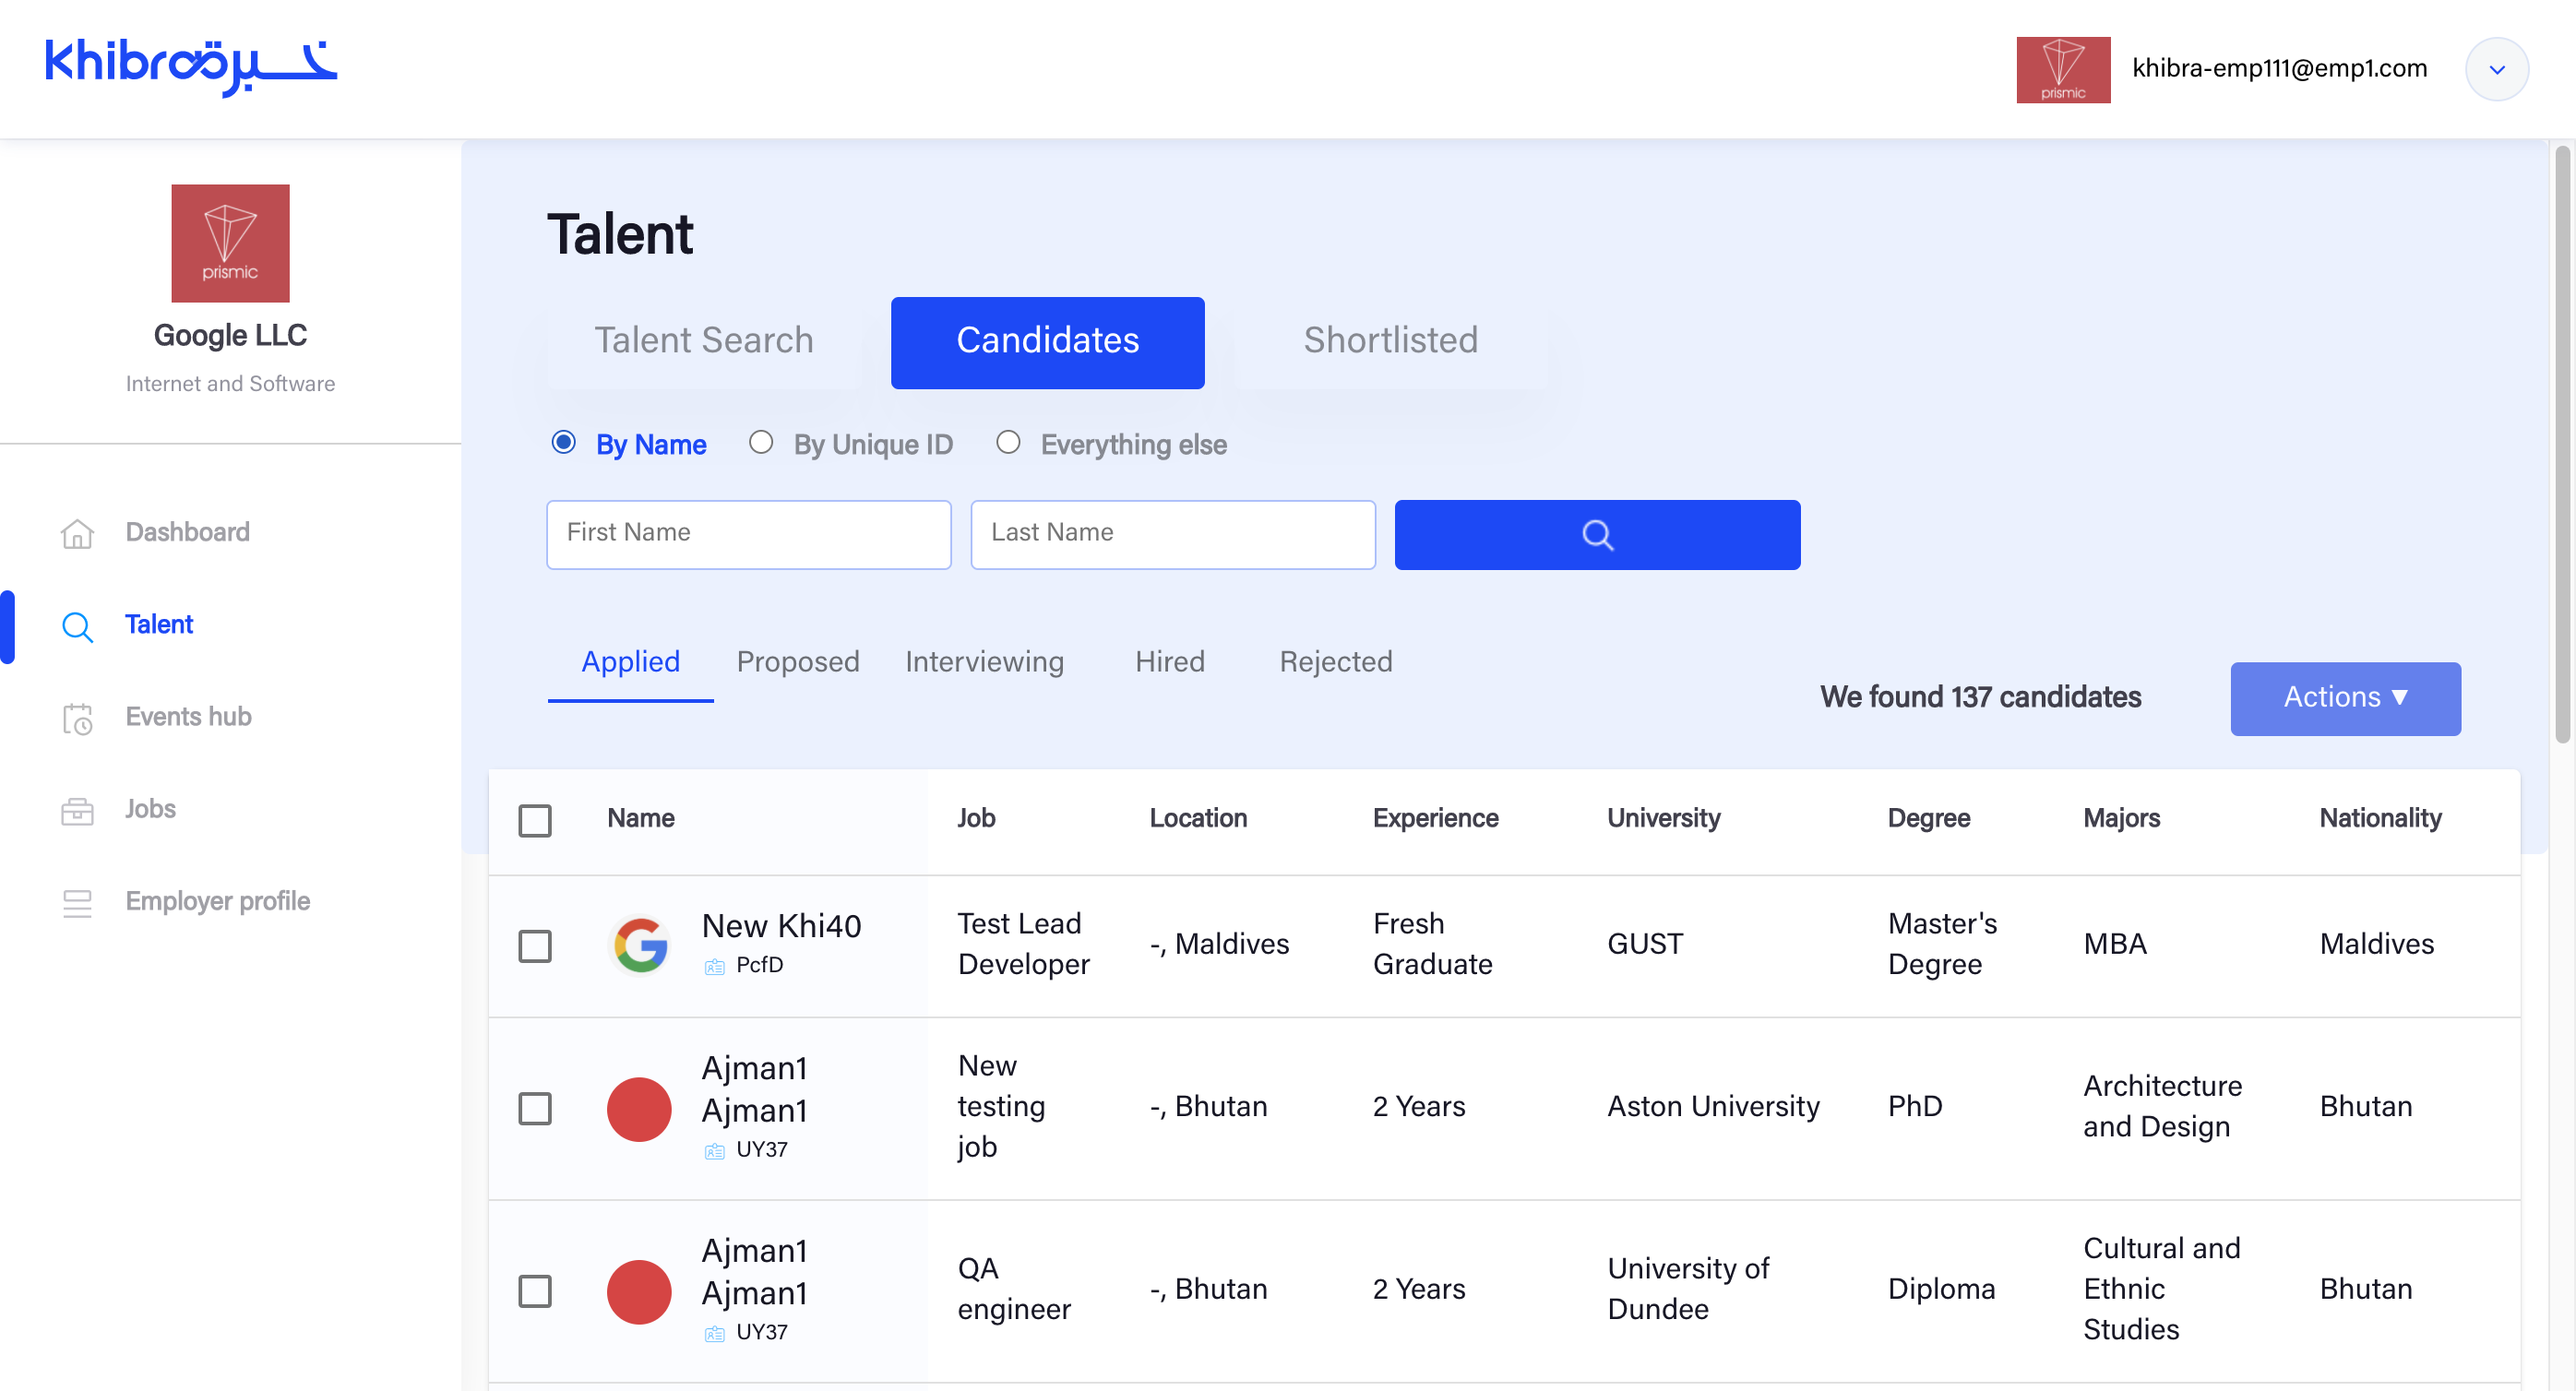 khibra خبرة
prismic
khibra-emp111@emp1.com
prismic
Google LLC
Internet and Software
Dashboard
Talent
Events hub
Jobs
Employer profile
Talent
Talent Search
Candidates
Shortlisted
By Name
By Unique ID
Everything else
First Name
Last Name
Applied
Proposed
Interviewing
Hired
Rejected
We found 137 candidates
Actions ▼
Name
Job
Location
Experience
University
Degree
Majors
Nationality
New Khi40
PcfD
Test Lead
Developer
-, Maldives
Fresh
Graduate
GUST
Master's
Degree
MBA
Maldives
Ajman1
Ajman1
UY37
New
testing
job
-, Bhutan
2 Years
Aston University
PhD
Architecture
and Design
Bhutan
Ajman1
Ajman1
UY37
QA
engineer
-, Bhutan
2 Years
University of
Dundee
Diploma
Cultural and
Ethnic
Studies
Bhutan